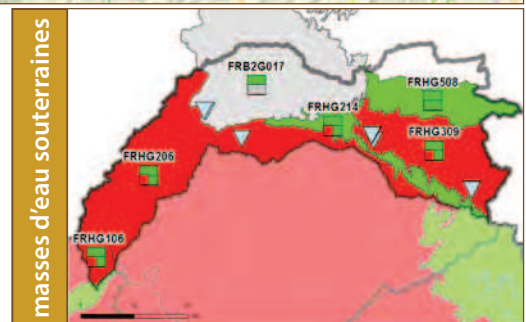 masses d'eau souterraines
FRB2G017
FRHG508
FRHG214
FRHG309
FRHG206
FRHG106